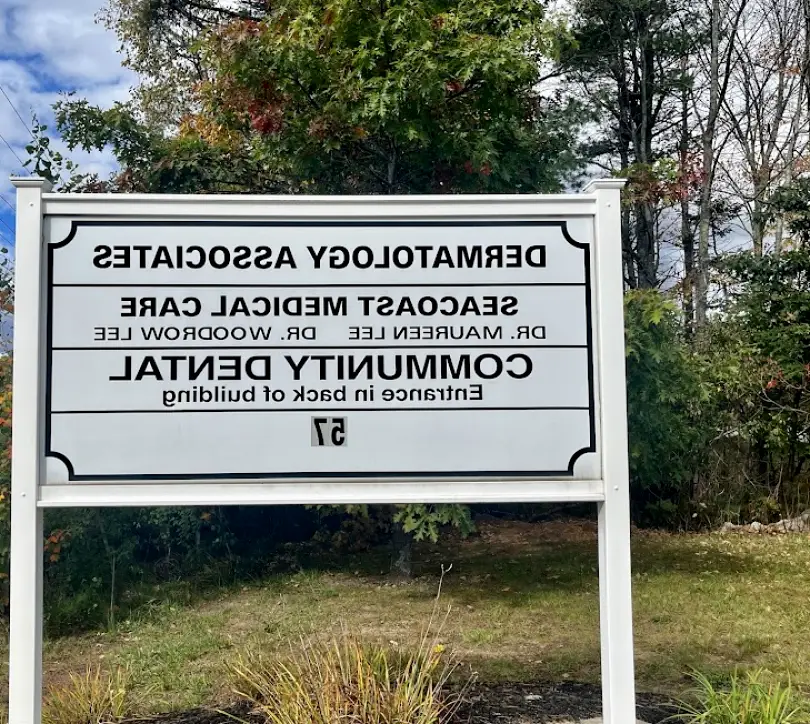 DERMATOLOGY ASSOCIATES
SEACOAST MEDICAL CARE
DR. MAUREEN LEE DR. WOODROW LEE
COMMUNITY DENTAL
Entrance in back of building
57